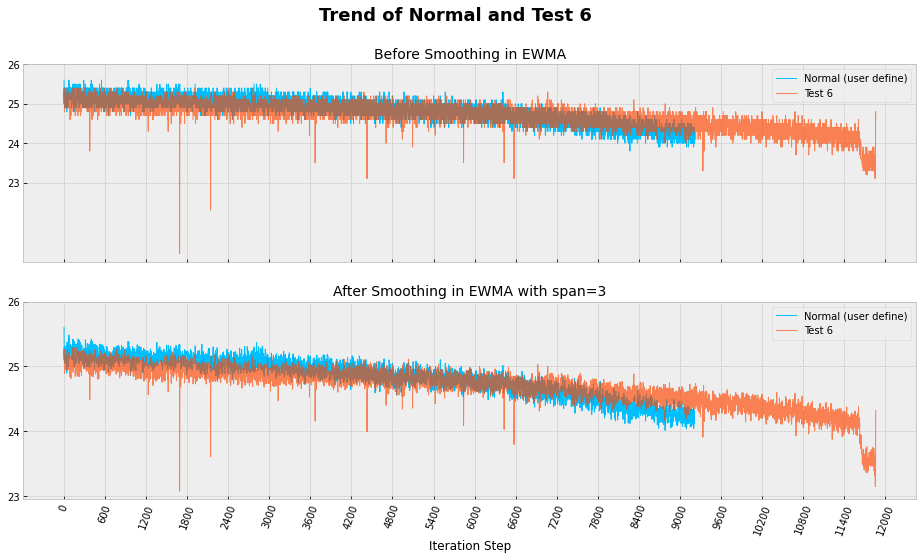 Trend of Normal and Test 6
Before Smoothing in EWMA
26
25
24
23
Normal (user define)
Test 6
After Smoothing in EWMA with span=3
26
25
24
23
Normal (user define)
Test 6
0 600 1200 1800 2400 3000 3600 4200 4800 5400 6000 6600 7200 7800 8400 9000 9600 10200 10800 11400 12000
Iteration Step